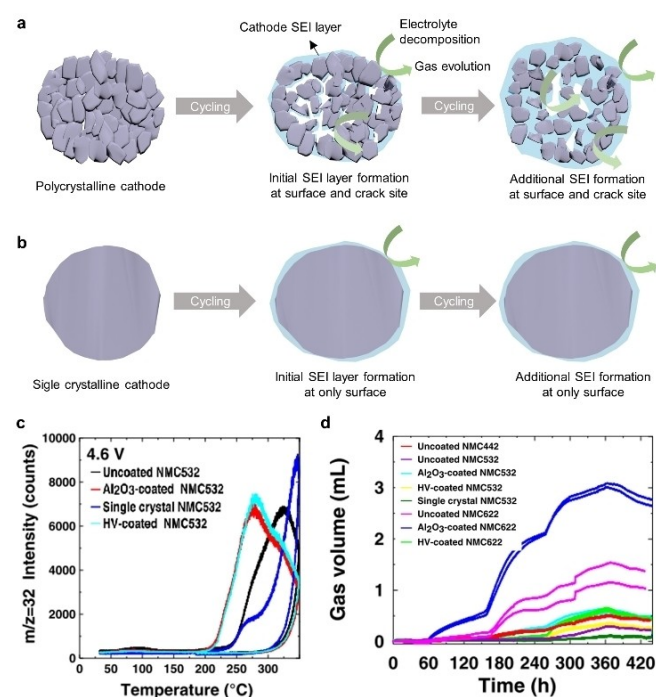 a
Cathode SEI layer
Electrolyte
decomposition
Gas evolution
Cycling
Cycling
Polycrystalline cathode
Initial SEI layer formation
at surface and crack site
Additional SEI formation
at surface and crack site
b
Cycling
Cycling
Sigle crystalline cathode
Initial SEI layer formation
at only surface
Additional SEI formation
at only surface
c
m/z=32 Intensity (counts)
10000
8000
6000
4000
2000
0
4.6 V
Uncoated NMC532
Al₂O₃-coated NMC532
Single crystal NMC532
HV-coated NMC532
0 50 100 150 200 250 300
Temperature (°C)
d
Gas volume (mL)
4
3
2
1
0
Uncoated NMC442
Uncoated NMC532
Al₂O₃-coated NMC532
HV-coated NMC532
Single crystal NMC532
Uncoated NMC622
Al₂O₃-coated NMC622
HV-coated NMC622
0 60 120 180 240 300 360 420
Time (h)